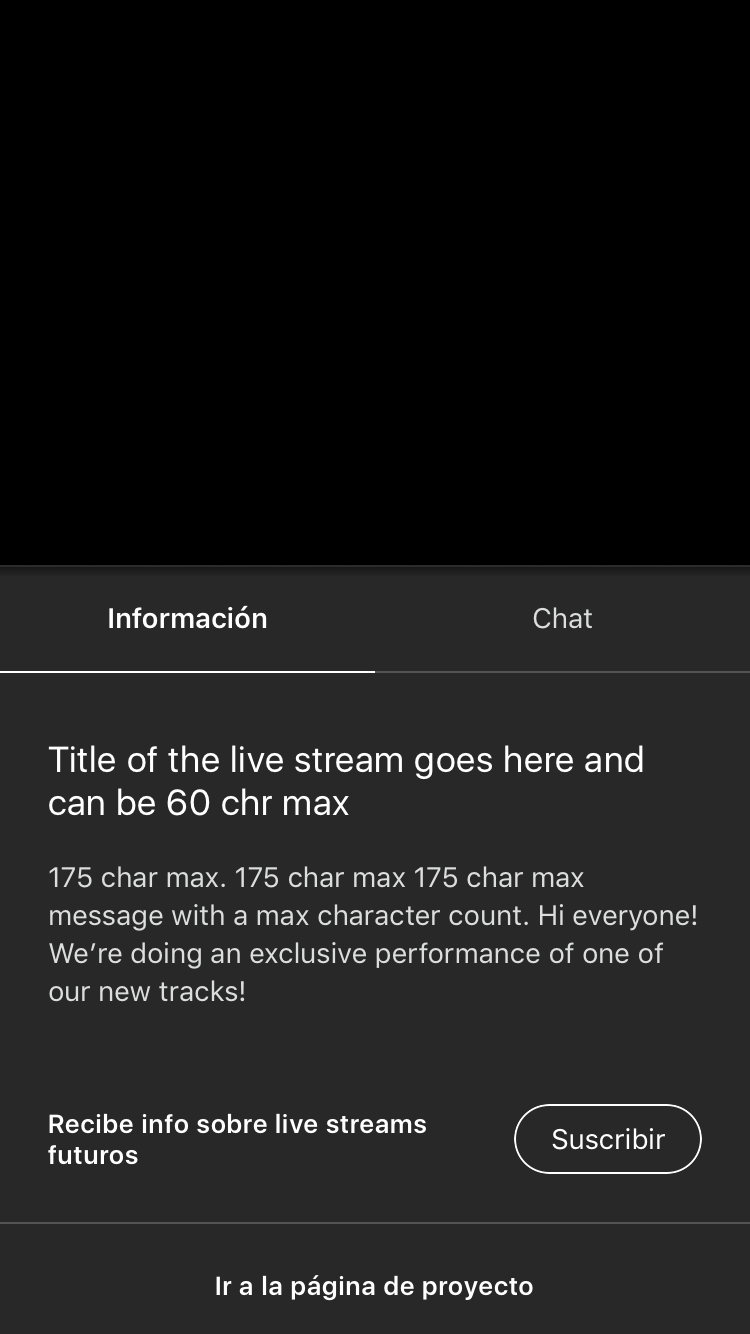 Información
Chat
Title of the live stream goes here and
can be 60 chr max
175 char max. 175 char max 175 char max
message with a max character count. Hi everyone!
We’re doing an exclusive performance of one of
our new tracks!
Recibe info sobre live streams
futuros
Suscribir
Ir a la página de proyecto